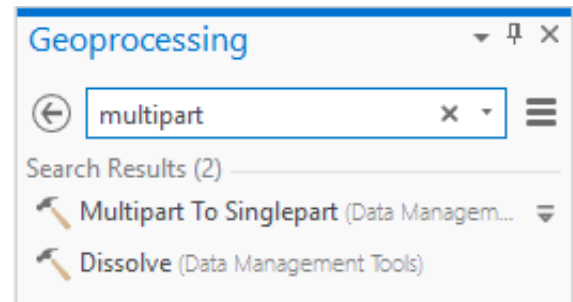 Geoprocessing
multipart
Search Results (2)
Multipart To Singlepart (Data Managem...
Dissolve (Data Management Tools)